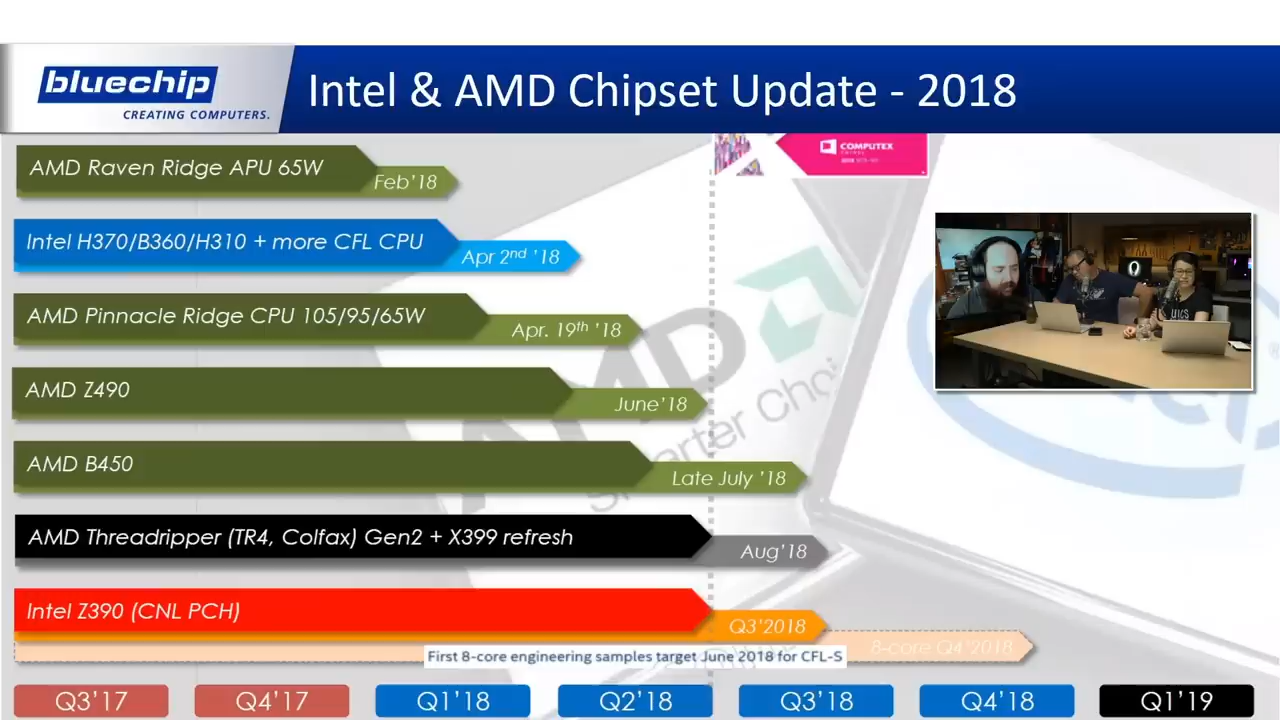 bluechip
CREATING COMPUTERS.
Intel & AMD Chipset Update - 2018
COMPUTEX
AMD Raven Ridge APU 65W
Feb'18
Intel H370/B360/H310 + more CFL CPU
Apr 2nd '18
AMD Pinnacle Ridge CPU 105/95/65W
Apr. 19th '18
AMD Z490
June'18
AMD B450
Late July '18
AMD Threadripper (TR4, Colfax) Gen2 + X399 refresh
Aug'18
Intel Z390 (CNL PCH)
Q3'2018
8-core Q4'2018
First 8-core engineering samples target June 2018 for CFL-S
Q3'17
Q4'17
Q1'18
Q2'18
Q3'18
Q4'18
Q1'19
AMD